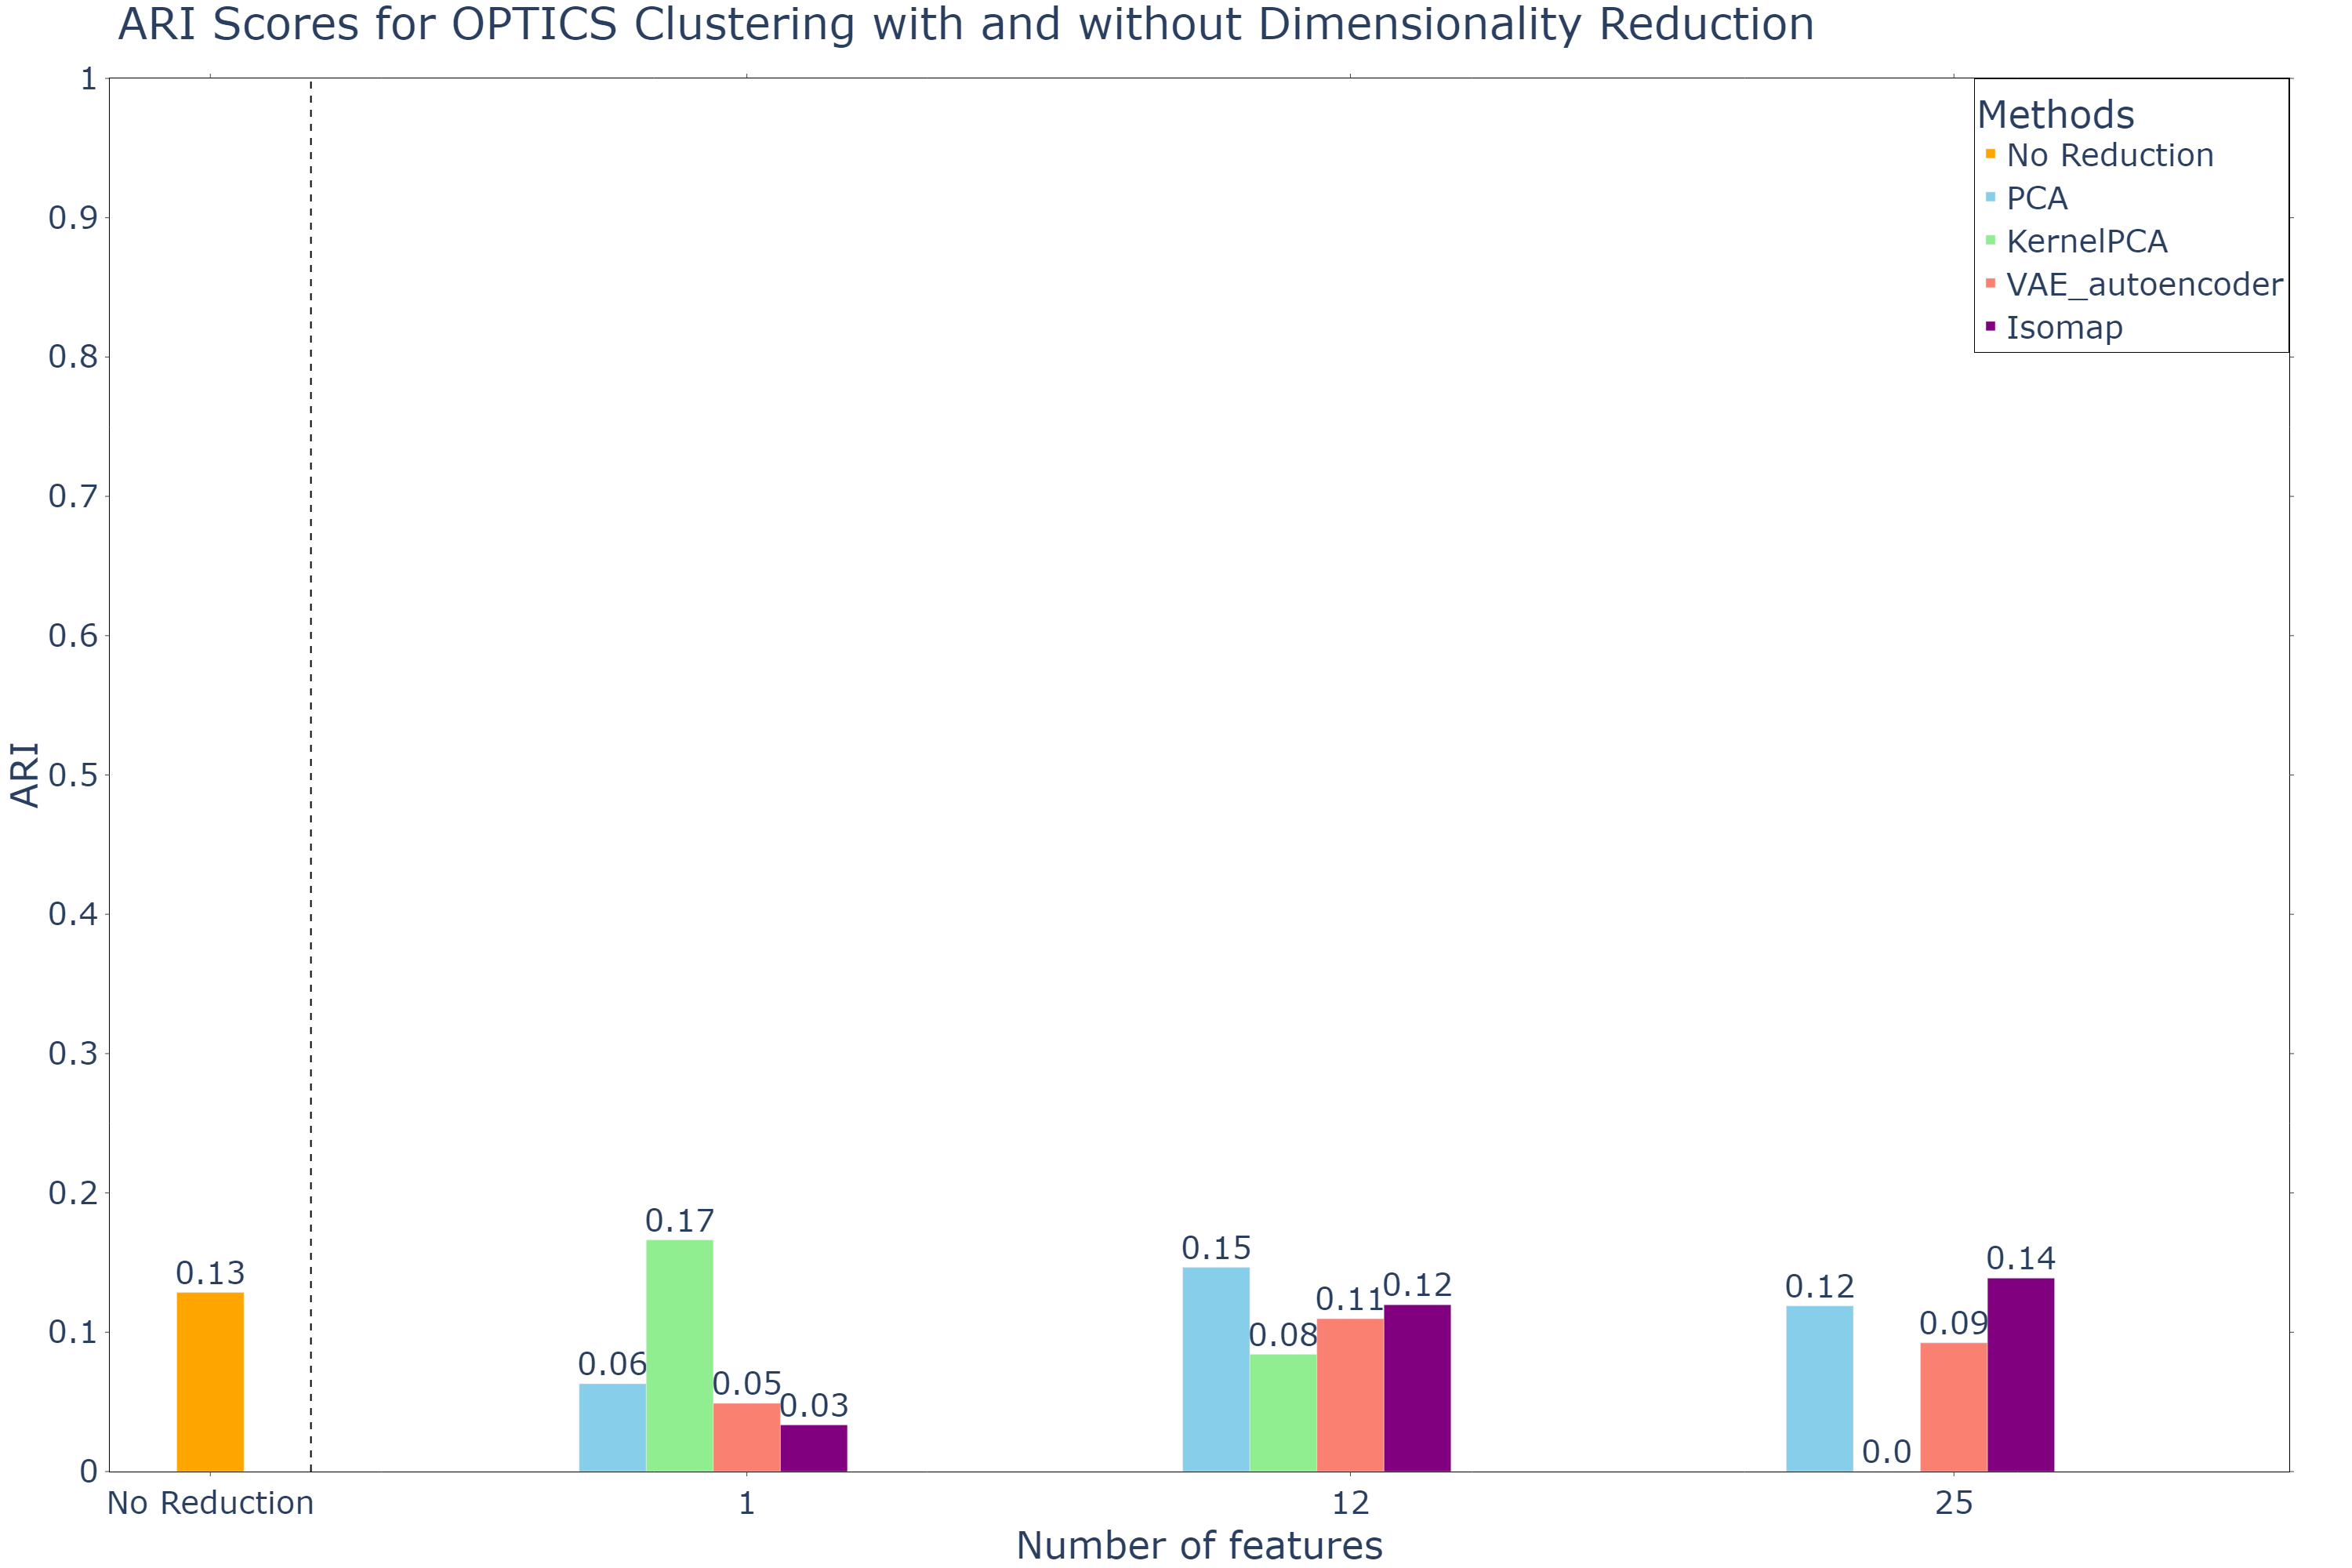 ARI Scores for OPTICS Clustering with and without Dimensionality Reduction
Methods
No Reduction
PCA
KernelPCA
VAE_autoencoder
Isomap
ARI
1
0.9
0.8
0.7
0.6
0.5
0.4
0.3
0.2
0.1
0
0.13
0.06
0.17
0.05
0.03
0.15
0.08
0.11
0.12
0.12
0.0
0.09
0.14
No Reduction
1
12
25
Number of features